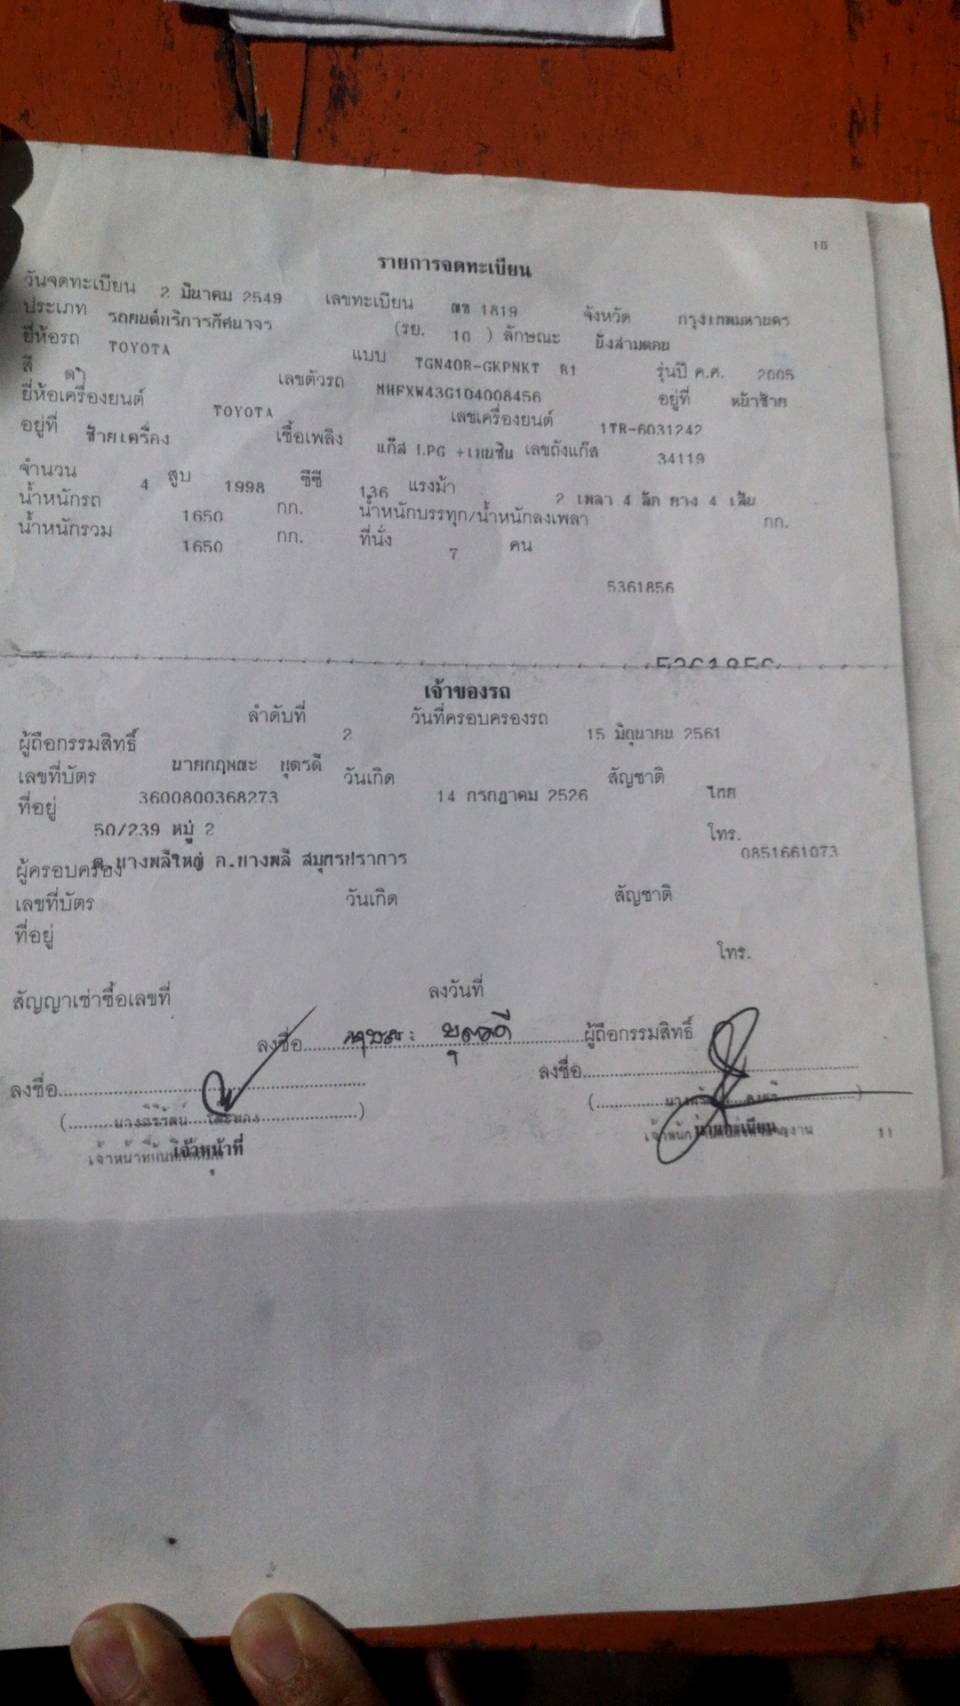 16
รายการจดทะเบียน
วันจดทะเบียน 2 มีนาคม 2549 เลขทะเบียน 1819 จังหวัด กรุงเทพมหานคร
ประเภท รถยนต์บริการทัศนาจร (รย. 10 ) ลักษณะ นั่งสามตอน
ยี่ห้อรถ TOYOTA แบบ TGN40R-GKPNKT R1 รุ่นปี ค.ศ. 2005
สี ดำ เลขตัวรถ MHFXW43G104008456 อยู่ที่ หน้าซ้าย
ยี่ห้อเครื่องยนต์ TOYOTA เลขเครื่องยนต์ 1TR-6031242
อยู่ที่ ซ้ายเครื่อง เชื้อเพลิง แก๊ส LPG +เบนซิน เลขถังแก๊ส 34119
จำนวน 4 สูบ 1998 ซีซี 136 แรงม้า 2 เพลา 4 ล้อ ยาง 4 เส้น
น้ำหนักรถ 1650 กก. น้ำหนักบรรทุก/น้ำหนักลงเพลา กก.
น้ำหนักรวม 1650 กก. ที่นั่ง 7 คน
5361856
5361856
เจ้าของรถ
ลำดับที่ 2 วันที่ครอบครองรถ 15 มิถุนายน 2561
ผู้ถือกรรมสิทธิ์ นายกฤษณะ บุตรดี
เลขที่บัตร 3600800368273 วันเกิด 14 กรกฎาคม 2526 สัญชาติ ไทย
ที่อยู่ 50/239 หมู่ 2
ต.บางพลีใหญ่ อ.บางพลี สมุทรปราการ โทร. 0851661073
ผู้ครอบครอง
เลขที่บัตร วันเกิด สัญชาติ
ที่อยู่
โทร.
สัญญาเช่าซื้อเลขที่ ลงวันที่
ลงชื่อ กฤษณะ บุตรดี ผู้ถือกรรมสิทธิ์
ลงชื่อ ลงชื่อ
เจ้าหน้าที่ นายทะเบียน
11